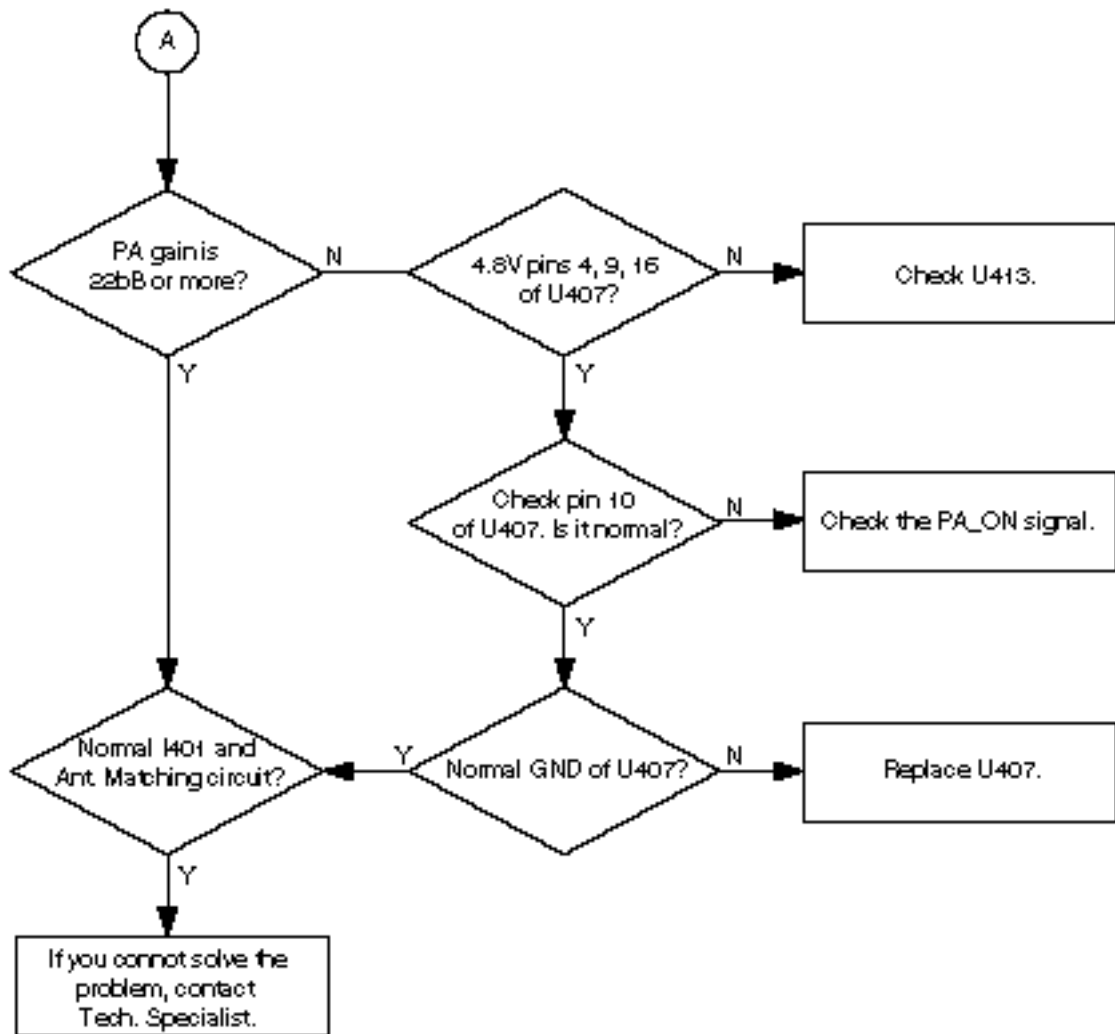 A
PA gain is
22bB or more?
N
4.8V pins 4, 9, 16
of U407?
N
Check U413.
Y
Y
Check pin 10
of U407. Is it normal?
N
Check the PA_ON signal.
Y
Normal I401 and
Ant. Matching circuit?
Y
Normal GND of U407?
N
Replace U407.
Y
If you connot solve the
problem, contact
Tech. Specialist.